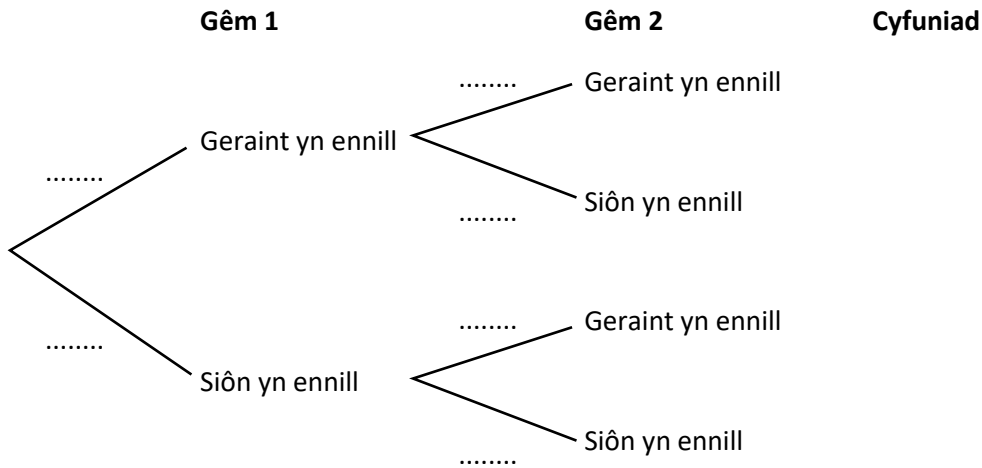 Gêm 1 Gêm 2 Cyfuniad
........ Geraint yn ennill
Geraint yn ennill
........
Siôn yn ennill
........
........ Geraint yn ennill
........
Siôn yn ennill
Siôn yn ennill
........